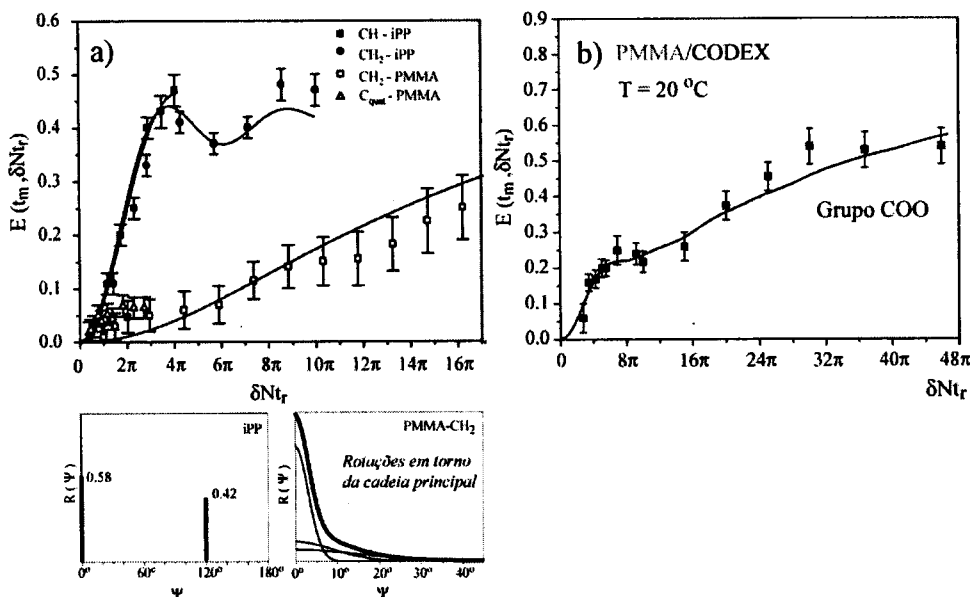 a)
CH - iPP
CH₂ - iPP
CH₂ - PMMA
C_quat - PMMA
E (t_m, δNt_r)
0.6
0.5
0.4
0.3
0.2
0.1
0.0
0 2π 4π 6π 8π 10π 12π 14π 16π
δNt_r
b) PMMA/CODEX
T = 20 °C
Grupo COO
E (t_m, δNt_r)
0.9
0.8
0.7
0.6
0.5
0.4
0.3
0.2
0.1
0.0
0 8π 16π 24π 32π 40π 48π
δNt_r
iPP
R (Ψ)
0.58
0.42
0° 60° 120° 180°
Ψ
PMMA-CH₂
Rotações em torno
da cadeia principal
R (Ψ)
0° 10° 20° 30° 40°
Ψ